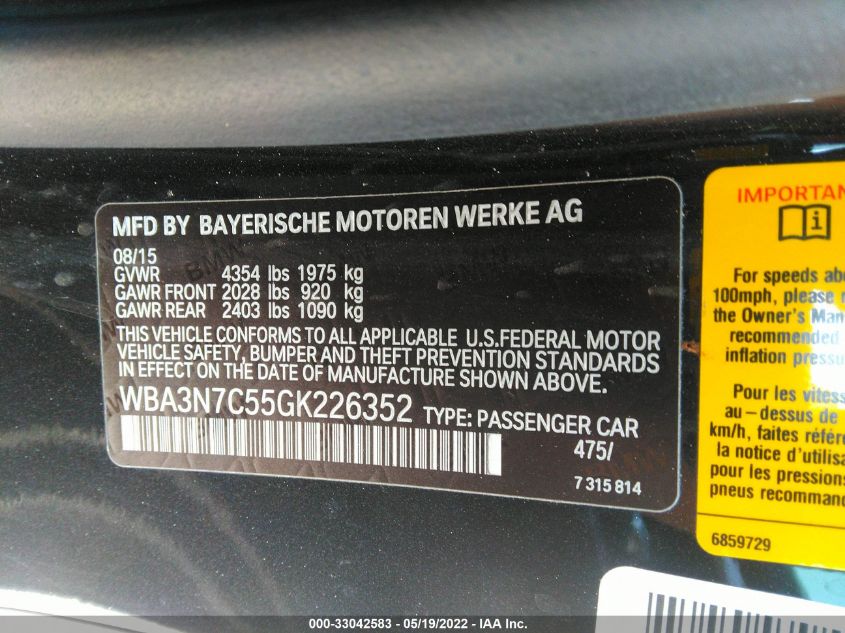 MFD BY BAYERISCHE MOTOREN WERKE AG
08/15
GVWR 4354 lbs 1975 kg
GAWR FRONT 2028 lbs 920 kg
GAWR REAR 2403 lbs 1090 kg
THIS VEHICLE CONFORMS TO ALL APPLICABLE U.S.FEDERAL MOTOR
VEHICLE SAFETY, BUMPER AND THEFT PREVENTION STANDARDS
IN EFFECT ON THE DATE OF MANUFACTURE SHOWN ABOVE.
WBA3N7C55GK226352 TYPE: PASSENGER CAR
475/
7 315 814
IMPORTAN
i
For speeds abo
100mph, please r
the Owner's Man
recommended
inflation pressu
Pour les vitess
au-dessus de
km/h, faites référe
la notice d'utilisa
pour les pressions
pneus recommand
6859729
000-33042583 / 05/19/2022 - IAA Inc.